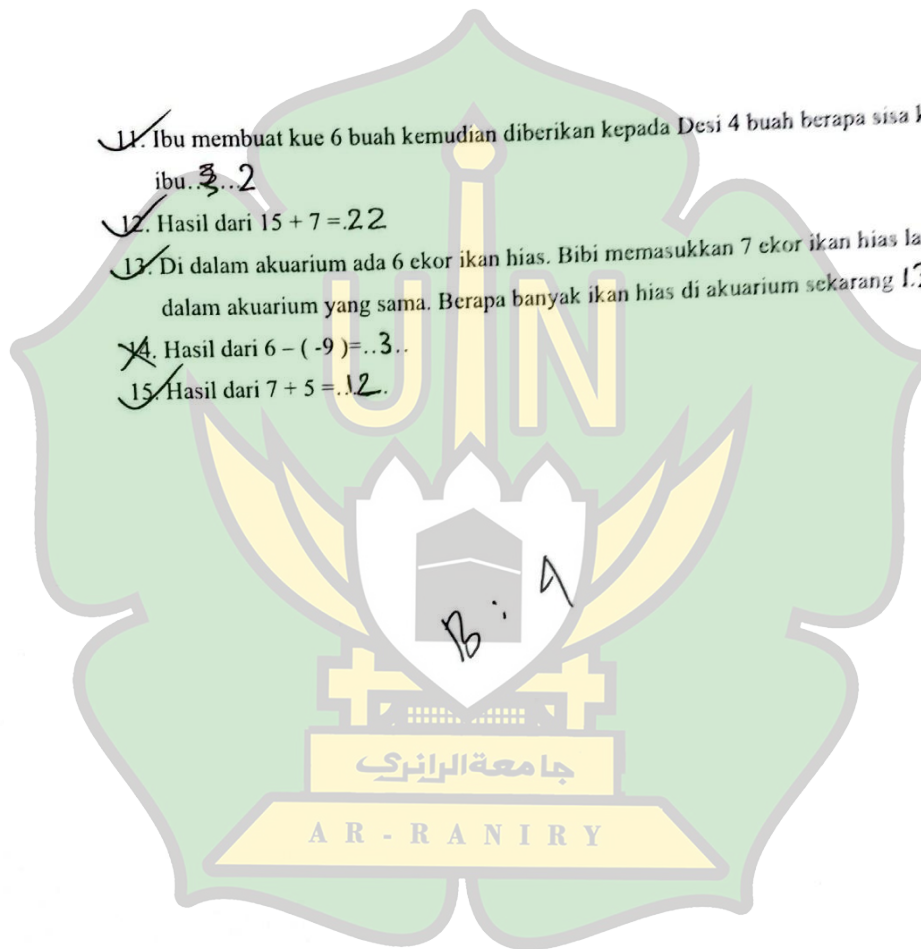 11. Ibu membuat kue 6 buah kemudian diberikan kepada Desi 4 buah berapa sisa
ibu.....2
12. Hasil dari 15 + 7 =.22
13. Di dalam akuarium ada 6 ekor ikan hias. Bibi memasukkan 7 ekor ikan hias
dalam akuarium yang sama. Berapa banyak ikan hias di akuarium sekarang
14. Hasil dari 6 – ( -9 )=..3..
15. Hasil dari 7 + 5 =..12.
UIN
B : 9
جامعة الرانري
AR-RANIRY